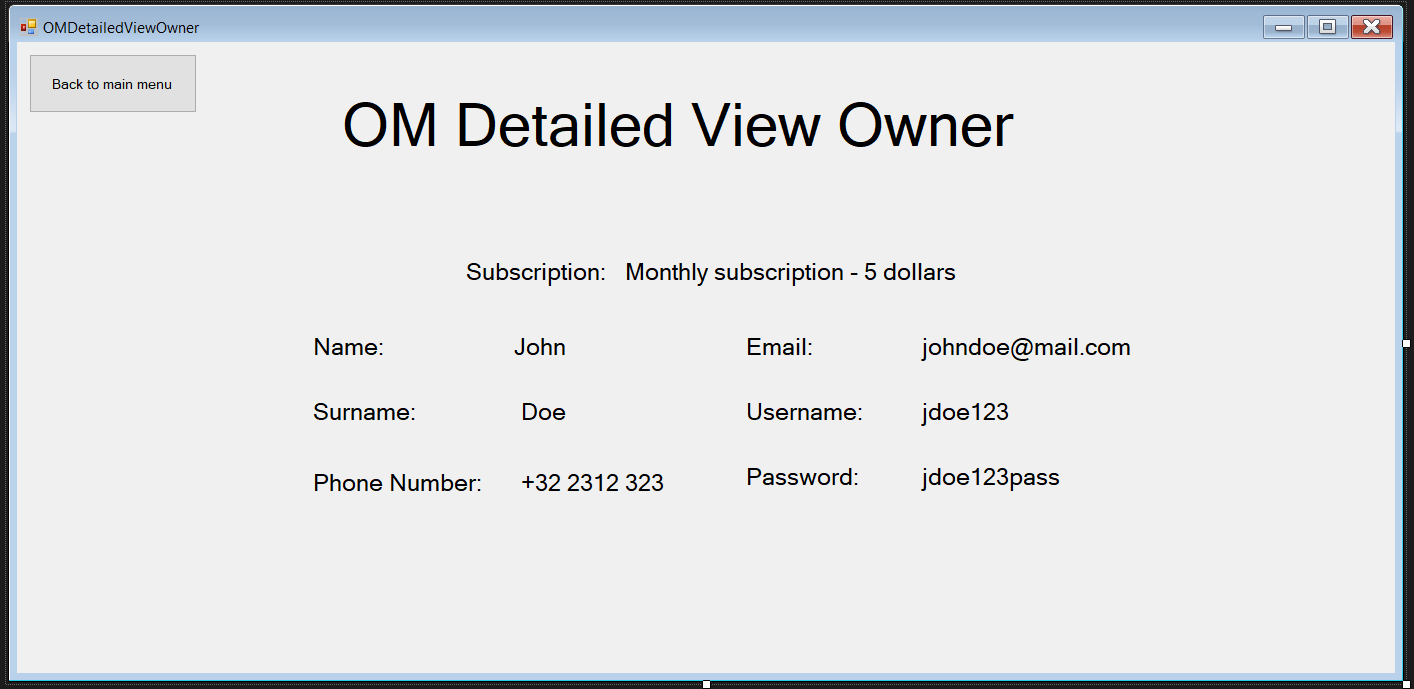 OMDetailedViewOwner
Back to main menu
OM Detailed View Owner
Subscription: Monthly subscription - 5 dollars
Name: John Email: johndoe@mail.com
Surname: Doe Username: jdoe123
Phone Number: +32 2312 323 Password: jdoe123pass